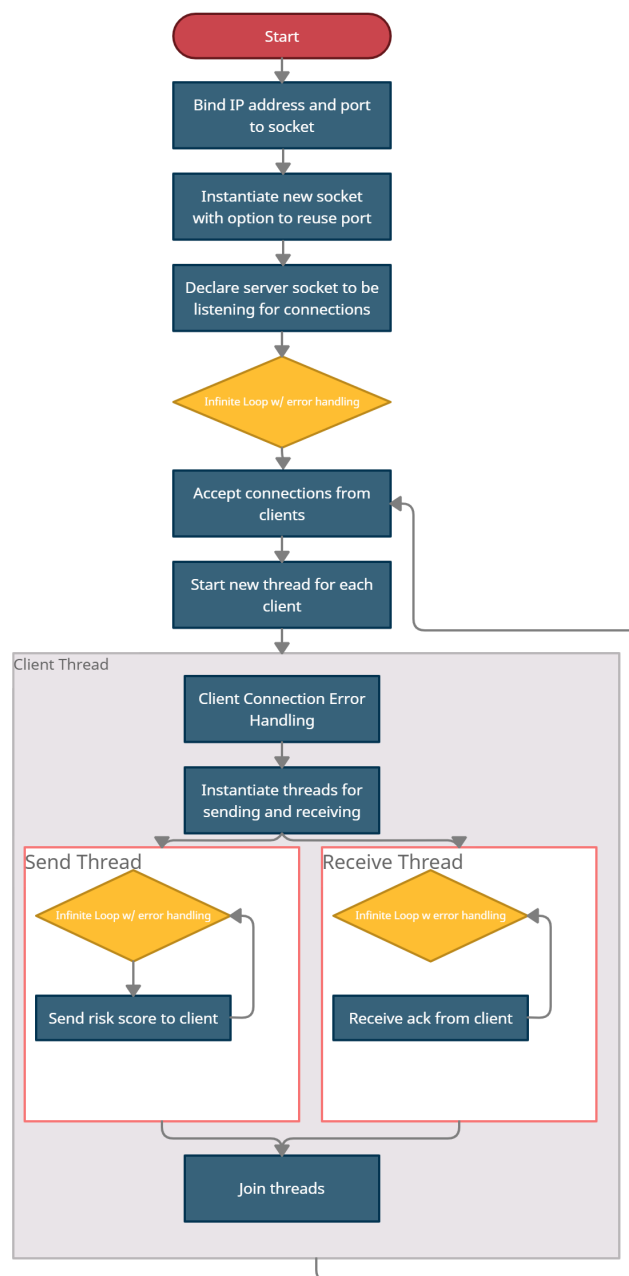 Start
Bind IP address and port
to socket
Instantiate new socket
with option to reuse port
Declare server socket to be
listening for connections
Infinite Loop w/ error handling
Accept connections from
clients
Start new thread for each
client
Client Thread
Client Connection Error
Handling
Instantiate threads for
sending and receiving
Send Thread
Infinite Loop w/ error handling
Send risk score to client
Receive Thread
Infinite Loop w error handling
Receive ack from client
Join threads